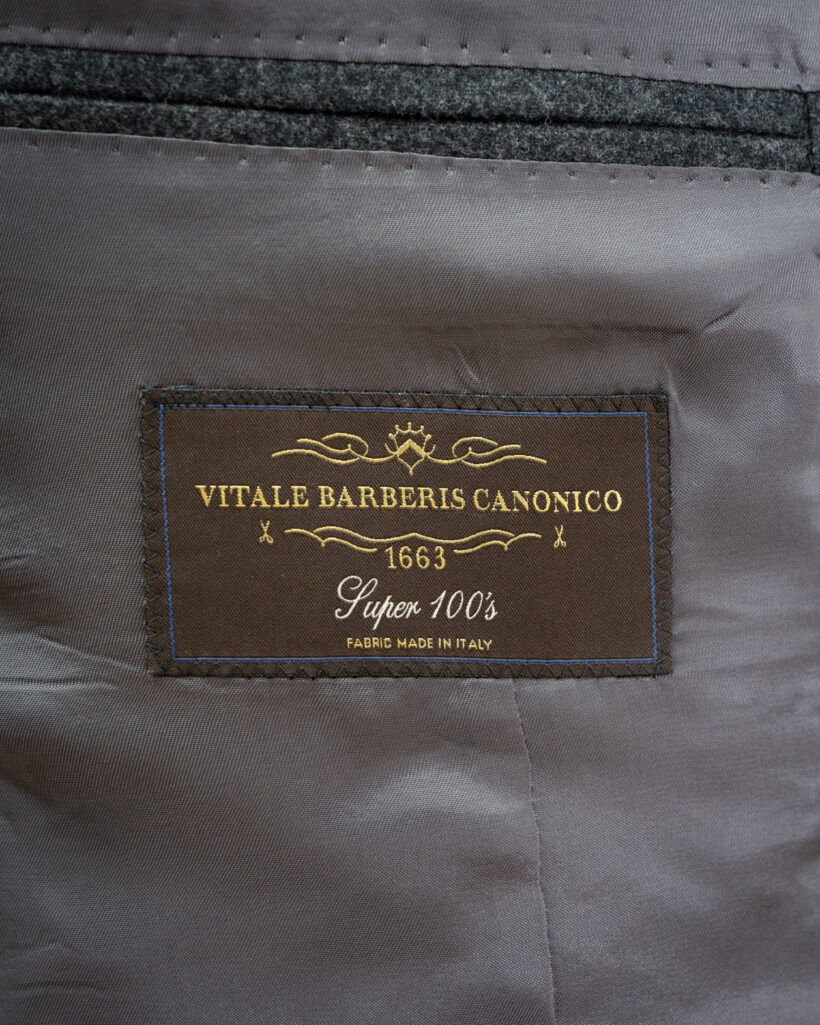 VITALE BARBERIS CANONICO
1663
Super 100's
FABRIC MADE IN ITALY